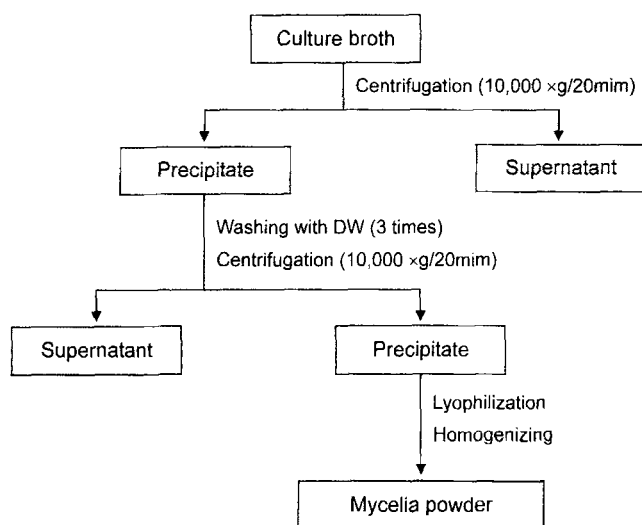 Culture broth
Centrifugation (10,000 ×g/20mim)
Precipitate
Supernatant
Washing with DW (3 times)
Centrifugation (10,000 ×g/20mim)
Supernatant
Precipitate
Lyophilization
Homogenizing
Mycelia powder